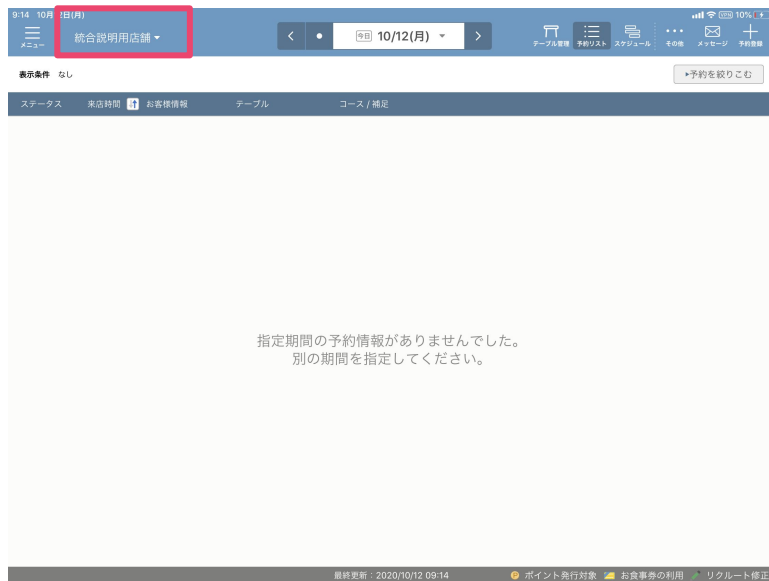 9:14 10月12日(月) 10%
メニュー
統合説明用店舗
今日 10/12(月)
テーブル管理 予約リスト スケジュール その他 メッセージ 予約登録
表示条件 なし
▸予約を絞りこむ
ステータス 来店時間 お客様情報 テーブル コース / 補足
指定期間の予約情報がありませんでした。
別の期間を指定してください。
最終更新：2020/10/12 09:14 P ポイント発行対象 お食事券の利用 リクルート修正